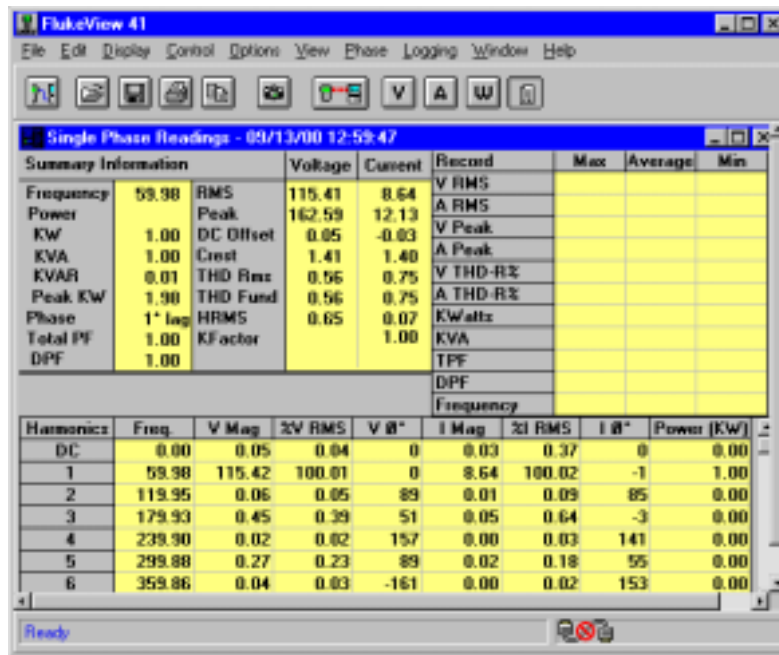 FlukeView 41
File Edit Display Control Options View Phase Logging Window Help
V A W
Single Phase Readings - 09/13/00 12:59:47
Summary Information Voltage Current Record Max Average Min
Frequency 59.98 RMS 115.41 8.64 V RMS
Power Peak 162.59 12.13 A RMS
KW 1.00 DC Offset 0.05 -0.03 V Peak
KVA 1.00 Crest 1.41 1.40 A Peak
KVAR 0.01 THD Rms 0.56 0.75 V THD-R%
Peak KW 1.98 THD Fund 0.56 0.75 A THD-R%
Phase 1° lag HRMS 0.65 0.07 KWatts
Total PF 1.00 KFactor 1.00 KVA
DPF 1.00 TPF
DPF
Frequency
Harmonics Freq. V Mag %V RMS V Ø° I Mag %I RMS I Ø° Power (KW)
DC 0.00 0.05 0.04 0 0.03 0.37 0 0.00
1 59.98 115.42 100.01 0 8.64 100.02 -1 1.00
2 119.95 0.06 0.05 89 0.01 0.09 85 0.00
3 179.93 0.45 0.39 51 0.05 0.64 -3 0.00
4 239.90 0.02 0.02 157 0.00 0.03 141 0.00
5 299.88 0.27 0.23 89 0.02 0.18 55 0.00
6 359.86 0.04 0.03 -161 0.00 0.02 153 0.00
Ready